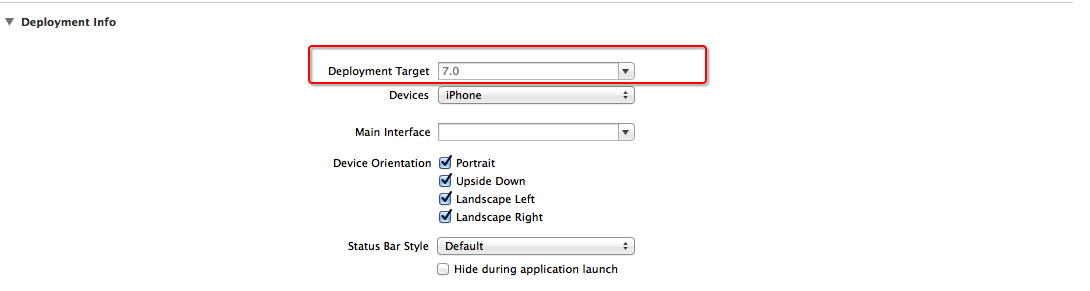 Deployment Info
Deployment Target 7.0
Devices iPhone
Main Interface
Device Orientation Portrait
Upside Down
Landscape Left
Landscape Right
Status Bar Style Default
Hide during application launch